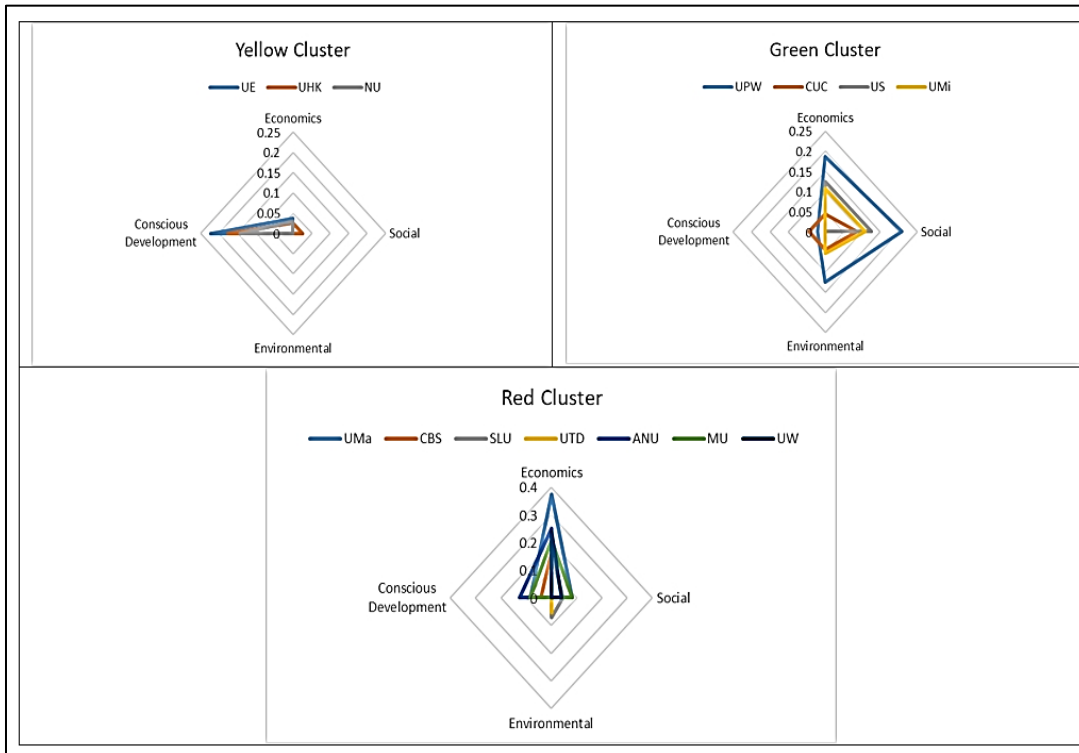 Yellow Cluster
UE UHK NU
Economics
0.25
0.2
0.15
0.1
0.05
0
Conscious
Development
Social
Environmental
Green Cluster
UPW CUC US UMi
Economics
0.25
0.2
0.15
0.1
0.05
0
Conscious
Development
Social
Environmental
Red Cluster
UMa CBS SLU UTD ANU MU UW
Economics
0.4
0.3
0.2
0.1
0
Conscious
Development
Social
Environmental